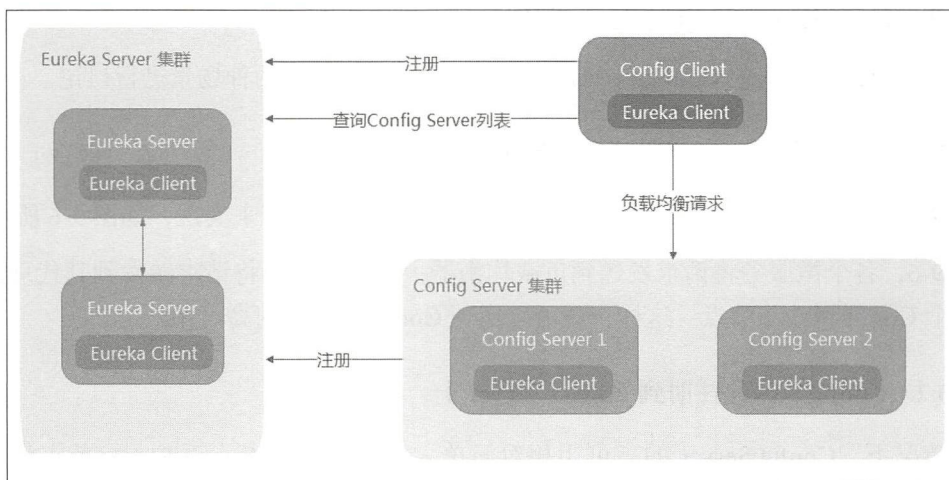 Eureka Server 集群
注册
Config Client
Eureka Client
查询Config Server列表
Eureka Server
Eureka Client
负载均衡请求
Eureka Server
Eureka Client
Config Server 集群
Config Server 1
Config Server 2
注册
Eureka Client
Eureka Client